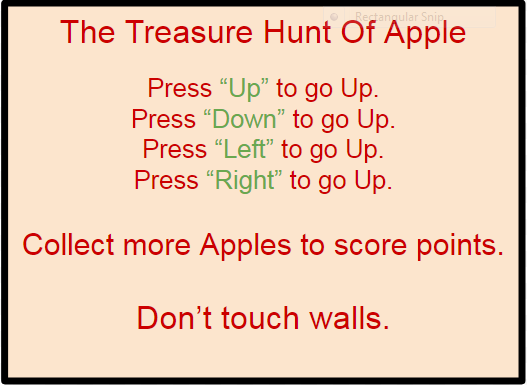 Rectangular Snip
The Treasure Hunt Of Apple
Press “Up” to go Up.
Press “Down” to go Up.
Press “Left” to go Up.
Press “Right” to go Up.
Collect more Apples to score points.
Don’t touch walls.